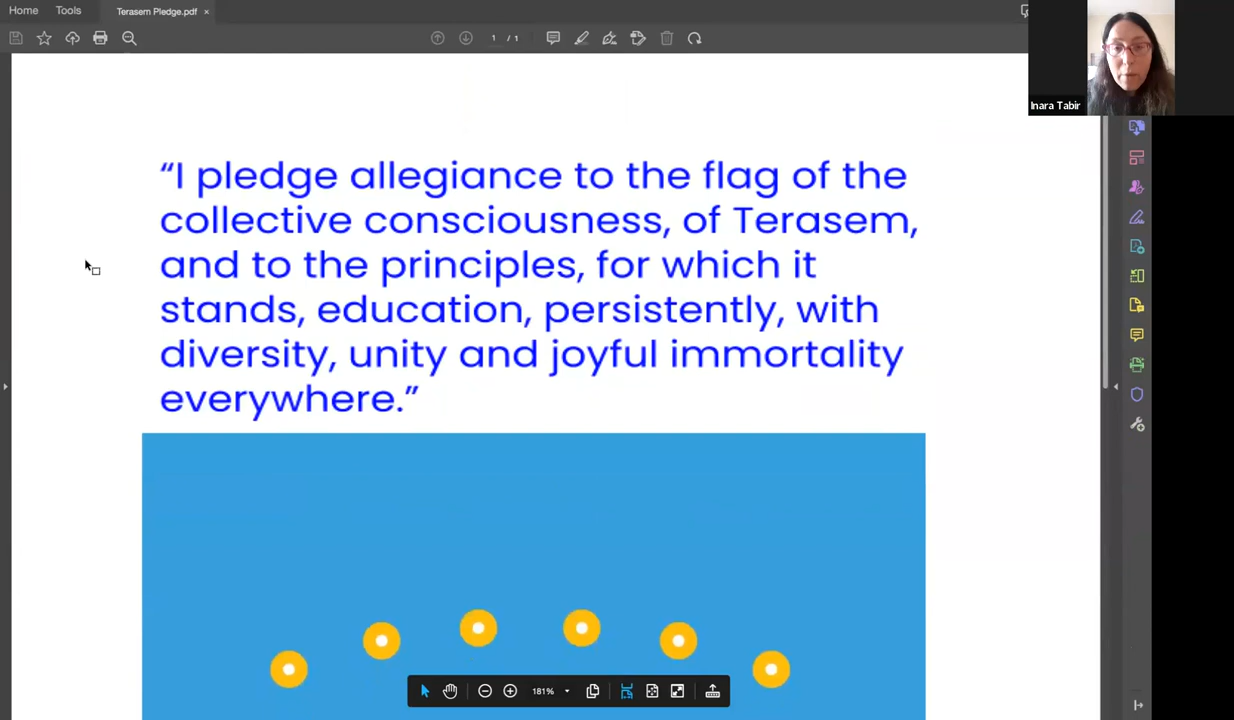 Home
Tools
Terasem Pledge.pdf
1 / 1
Inara Tabir
“I pledge allegiance to the flag of the
collective consciousness, of Terasem,
and to the principles, for which it
stands, education, persistently, with
diversity, unity and joyful immortality
everywhere.”
181%